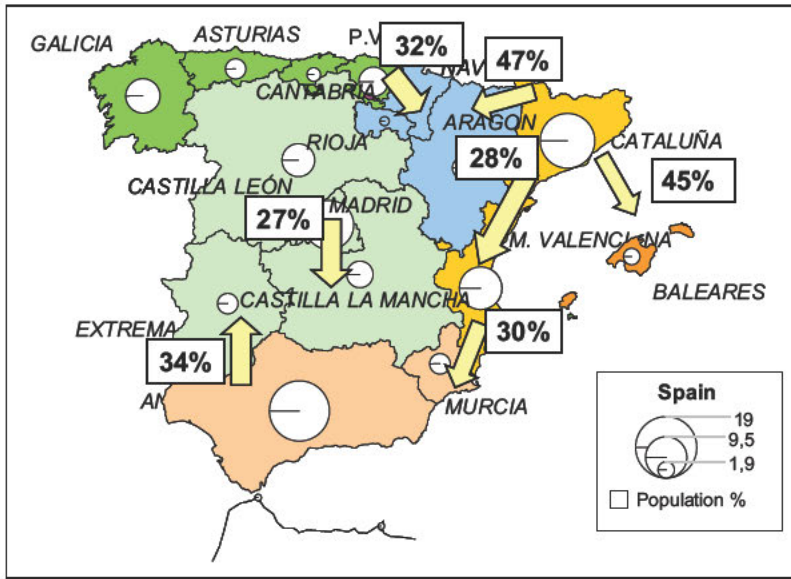 GALICIA
ASTURIAS
P.V
32%
NAV
47%
CANTABRIA
RIOJA
ARAGON
28%
CATALUÑA
45%
CASTILLA LEÓN
MADRID
27%
M. VALENCIANA
BALEARES
CASTILLA LA MANCHA
EXTREMA
34%
30%
AN
MURCIA
Spain
19
9,5
1,9
Population %